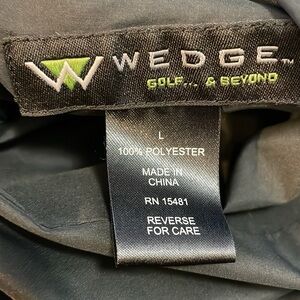 WEDGE
GOLF... & BEYOND
L
100% POLYESTER
MADE IN
CHINA
RN 15481
REVERSE
FOR CARE